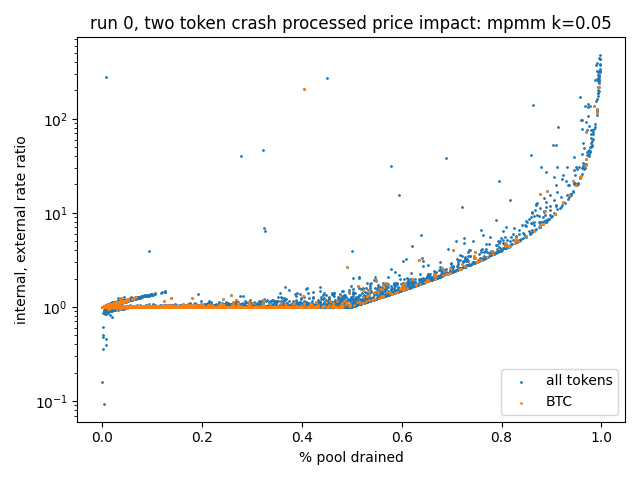 run 0, two token crash processed price impact: mpmm k=0.05
internal, external rate ratio
10²
10¹
10⁰
10⁻¹
0.0 0.2 0.4 0.6 0.8 1.0
% pool drained
all tokens
BTC